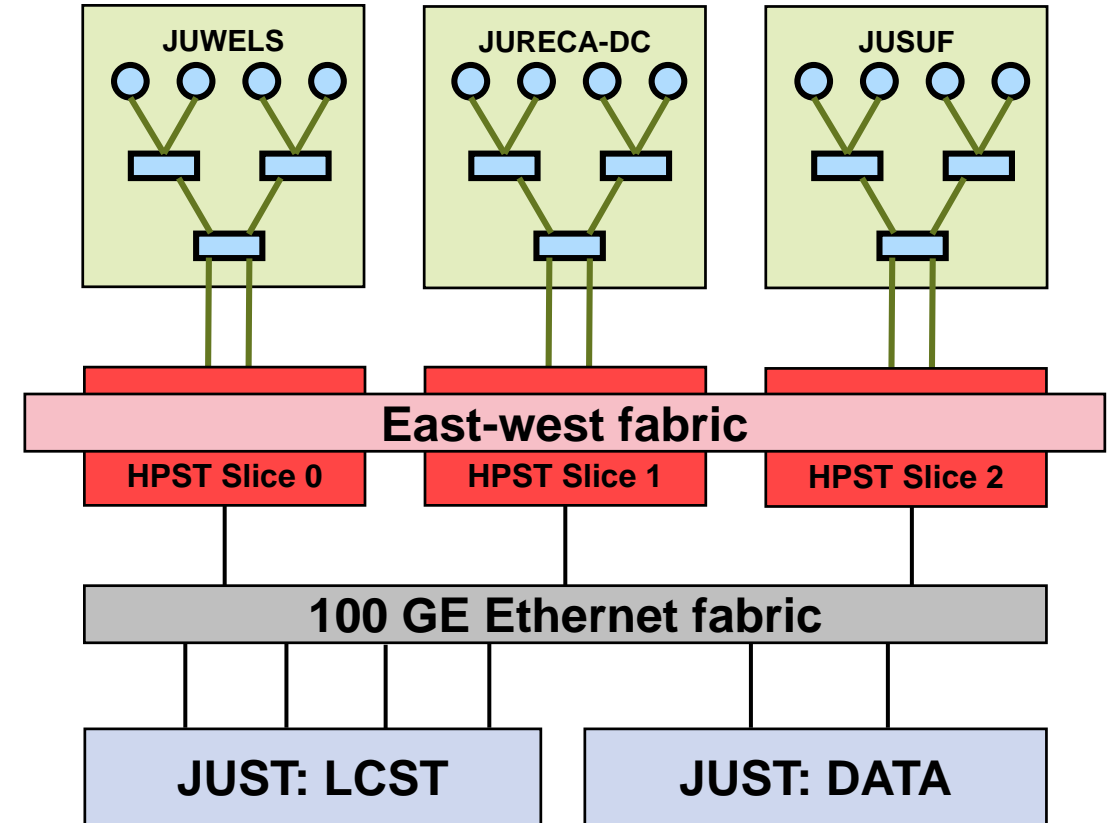 JUWELS
JURECA-DC
JUSUF
East-west fabric
HPST Slice 0
HPST Slice 1
HPST Slice 2
100 GE Ethernet fabric
JUST: LCST
JUST: DATA